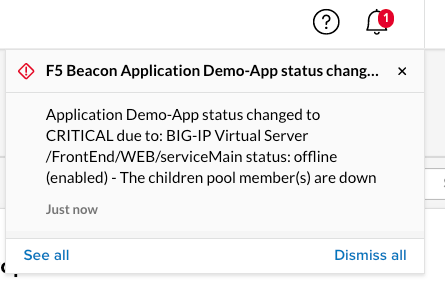 1
F5 Beacon Application Demo-App status chang...
Application Demo-App status changed to
CRITICAL due to: BIG-IP Virtual Server
/FrontEnd/WEB/serviceMain status: offline
(enabled) - The children pool member(s) are down
Just now
See all
Dismiss all